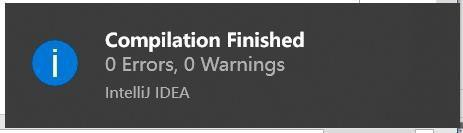 Compilation Finished
0 Errors, 0 Warnings
IntelliJ IDEA